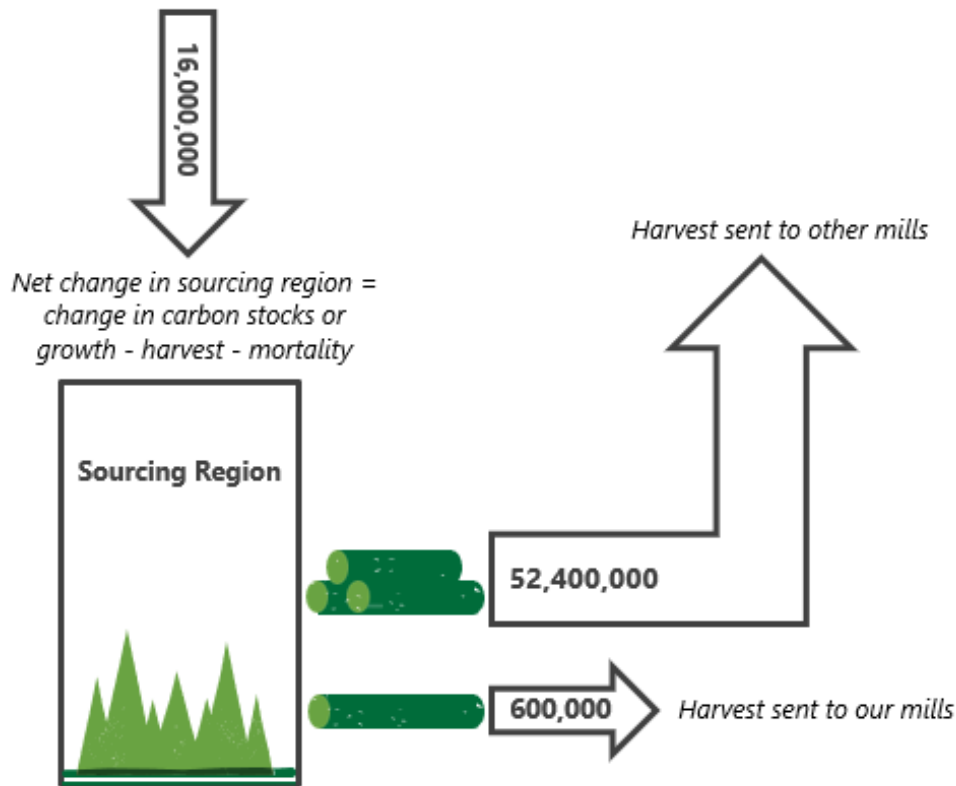 16,000,000
Net change in sourcing region =
change in carbon stocks or
growth - harvest - mortality
Sourcing Region
Harvest sent to other mills
52,400,000
600,000
Harvest sent to our mills